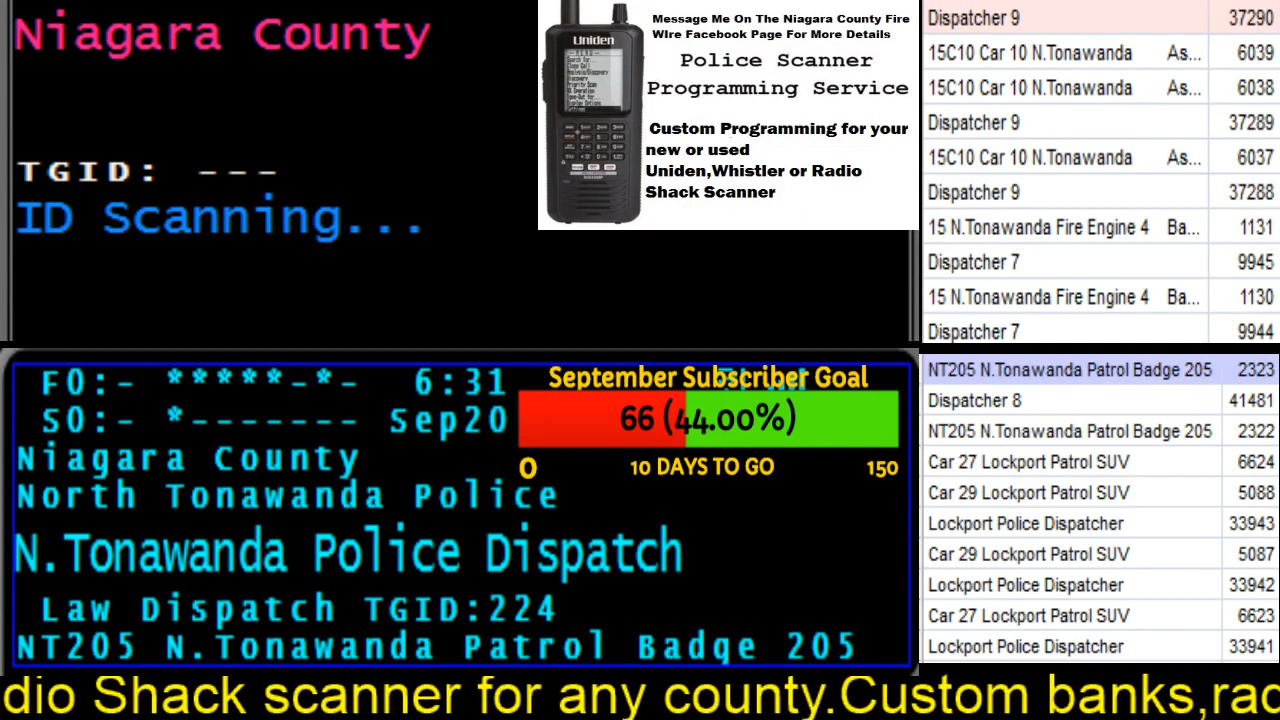 Niagara County
TGID: ---
ID Scanning...
Uniden
Message Me On The Niagara County Fire
WIre Facebook Page For More Details
Police Scanner
Programming Service
Custom Programming for your
new or used
Uniden,Whistler or Radio
Shack Scanner
Dispatcher 9 37290
15C10 Car 10 N.Tonawanda As... 6039
15C10 Car 10 N.Tonawanda As... 6038
Dispatcher 9 37289
15C10 Car 10 N.Tonawanda As... 6037
Dispatcher 9 37288
15 N.Tonawanda Fire Engine 4 Ba... 1131
Dispatcher 7 9945
15 N.Tonawanda Fire Engine 4 Ba... 1130
Dispatcher 7 9944
F0:- *****-*- 6:31
S0:- *------- Sep20
Niagara County
North Tonawanda Police
N.Tonawanda Police Dispatch
Law Dispatch TGID:224
NT205 N.Tonawanda Patrol Badge 205
September Subscriber Goal
66 (44.00%)
0 10 DAYS TO GO 150
NT205 N.Tonawanda Patrol Badge 205 2323
Dispatcher 8 41481
NT205 N.Tonawanda Patrol Badge 205 2322
Car 27 Lockport Patrol SUV 6624
Car 29 Lockport Patrol SUV 5088
Lockport Police Dispatcher 33943
Car 29 Lockport Patrol SUV 5087
Lockport Police Dispatcher 33942
Car 27 Lockport Patrol SUV 6623
Lockport Police Dispatcher 33941
dio Shack scanner for any county.Custom banks,rad